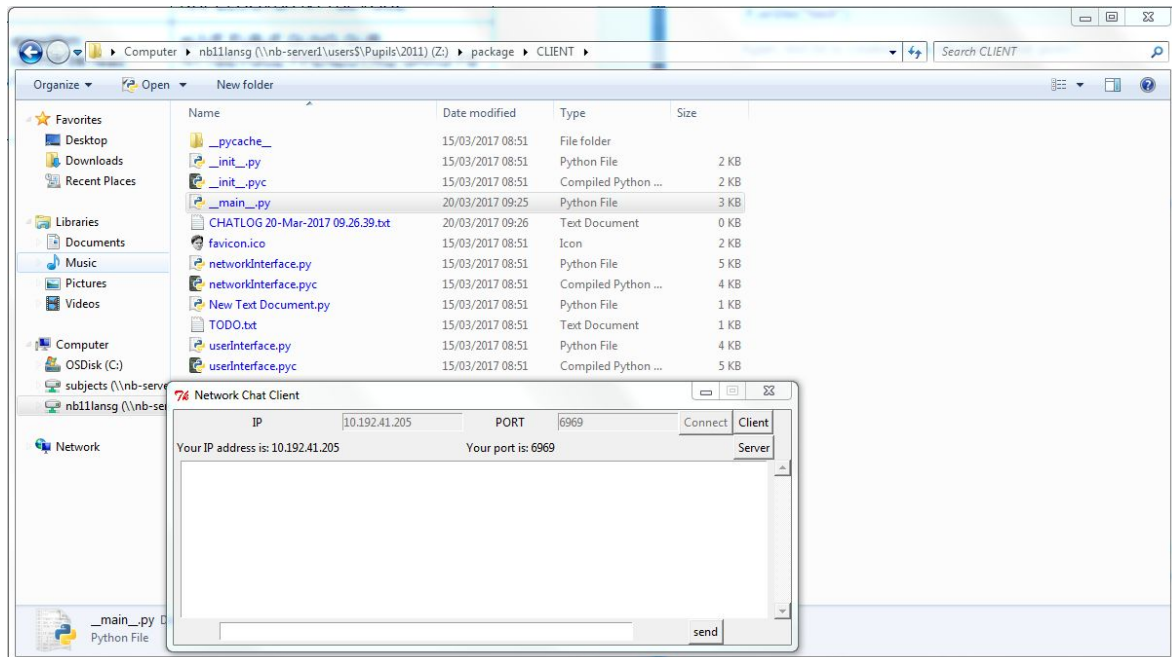 Computer ▸ nb11lansg (\\nb-server1\users$\Pupils\2011) (Z:) ▸ package ▸ CLIENT ▸
Search CLIENT
Organize Open New folder
Name Date modified Type Size
Favorites
Desktop
Downloads
Recent Places
Libraries
Documents
Music
Pictures
Videos
Computer
OSDisk (C:)
subjects (\\nb-serve
nb11lansg (\\nb-ser
Network
__pycache__ 15/03/2017 08:51 File folder
__init__.py 15/03/2017 08:51 Python File 2 KB
__init__.pyc 15/03/2017 08:51 Compiled Python ... 2 KB
__main__.py 20/03/2017 09:25 Python File 3 KB
CHATLOG 20-Mar-2017 09.26.39.txt 20/03/2017 09:26 Text Document 0 KB
favicon.ico 15/03/2017 08:51 Icon 2 KB
networkInterface.py 15/03/2017 08:51 Python File 5 KB
networkInterface.pyc 15/03/2017 08:51 Compiled Python ... 4 KB
New Text Document.py 15/03/2017 08:51 Python File 1 KB
TODO.txt 15/03/2017 08:51 Text Document 1 KB
userInterface.py 15/03/2017 08:51 Python File 4 KB
userInterface.pyc 15/03/2017 08:51 Compiled Python ... 5 KB
Network Chat Client
IP 10.192.41.205 PORT 6969 Connect Client
Your IP address is: 10.192.41.205 Your port is: 6969 Server
send
__main__.py D
Python File